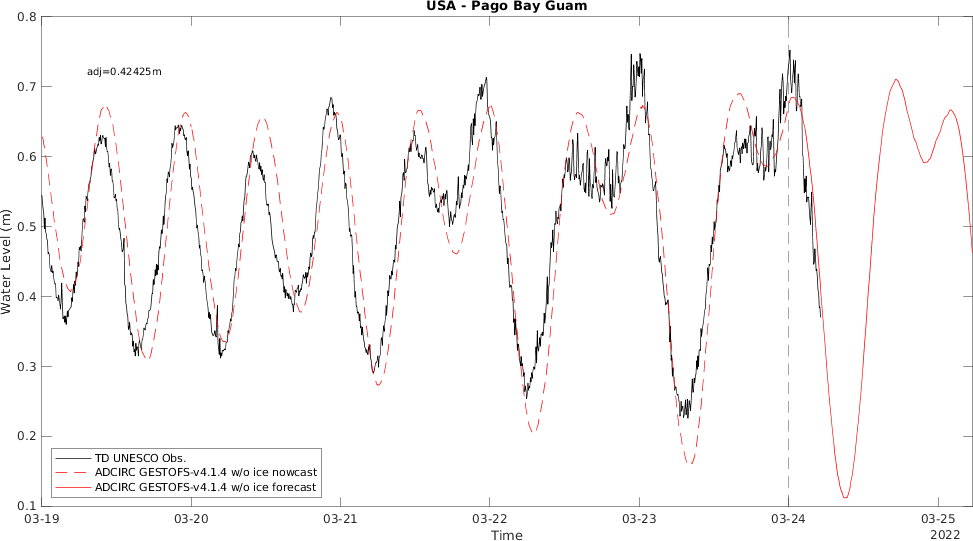 USA - Pago Bay Guam
adj=0.42425m
0.8
0.7
0.6
0.5
0.4
0.3
0.2
0.1
Water Level (m)
TD UNESCO Obs.
ADCIRC GESTOFS-v4.1.4 w/o ice nowcast
ADCIRC GESTOFS-v4.1.4 w/o ice forecast
03-19 03-20 03-21 03-22 03-23 03-24 03-25
Time
2022